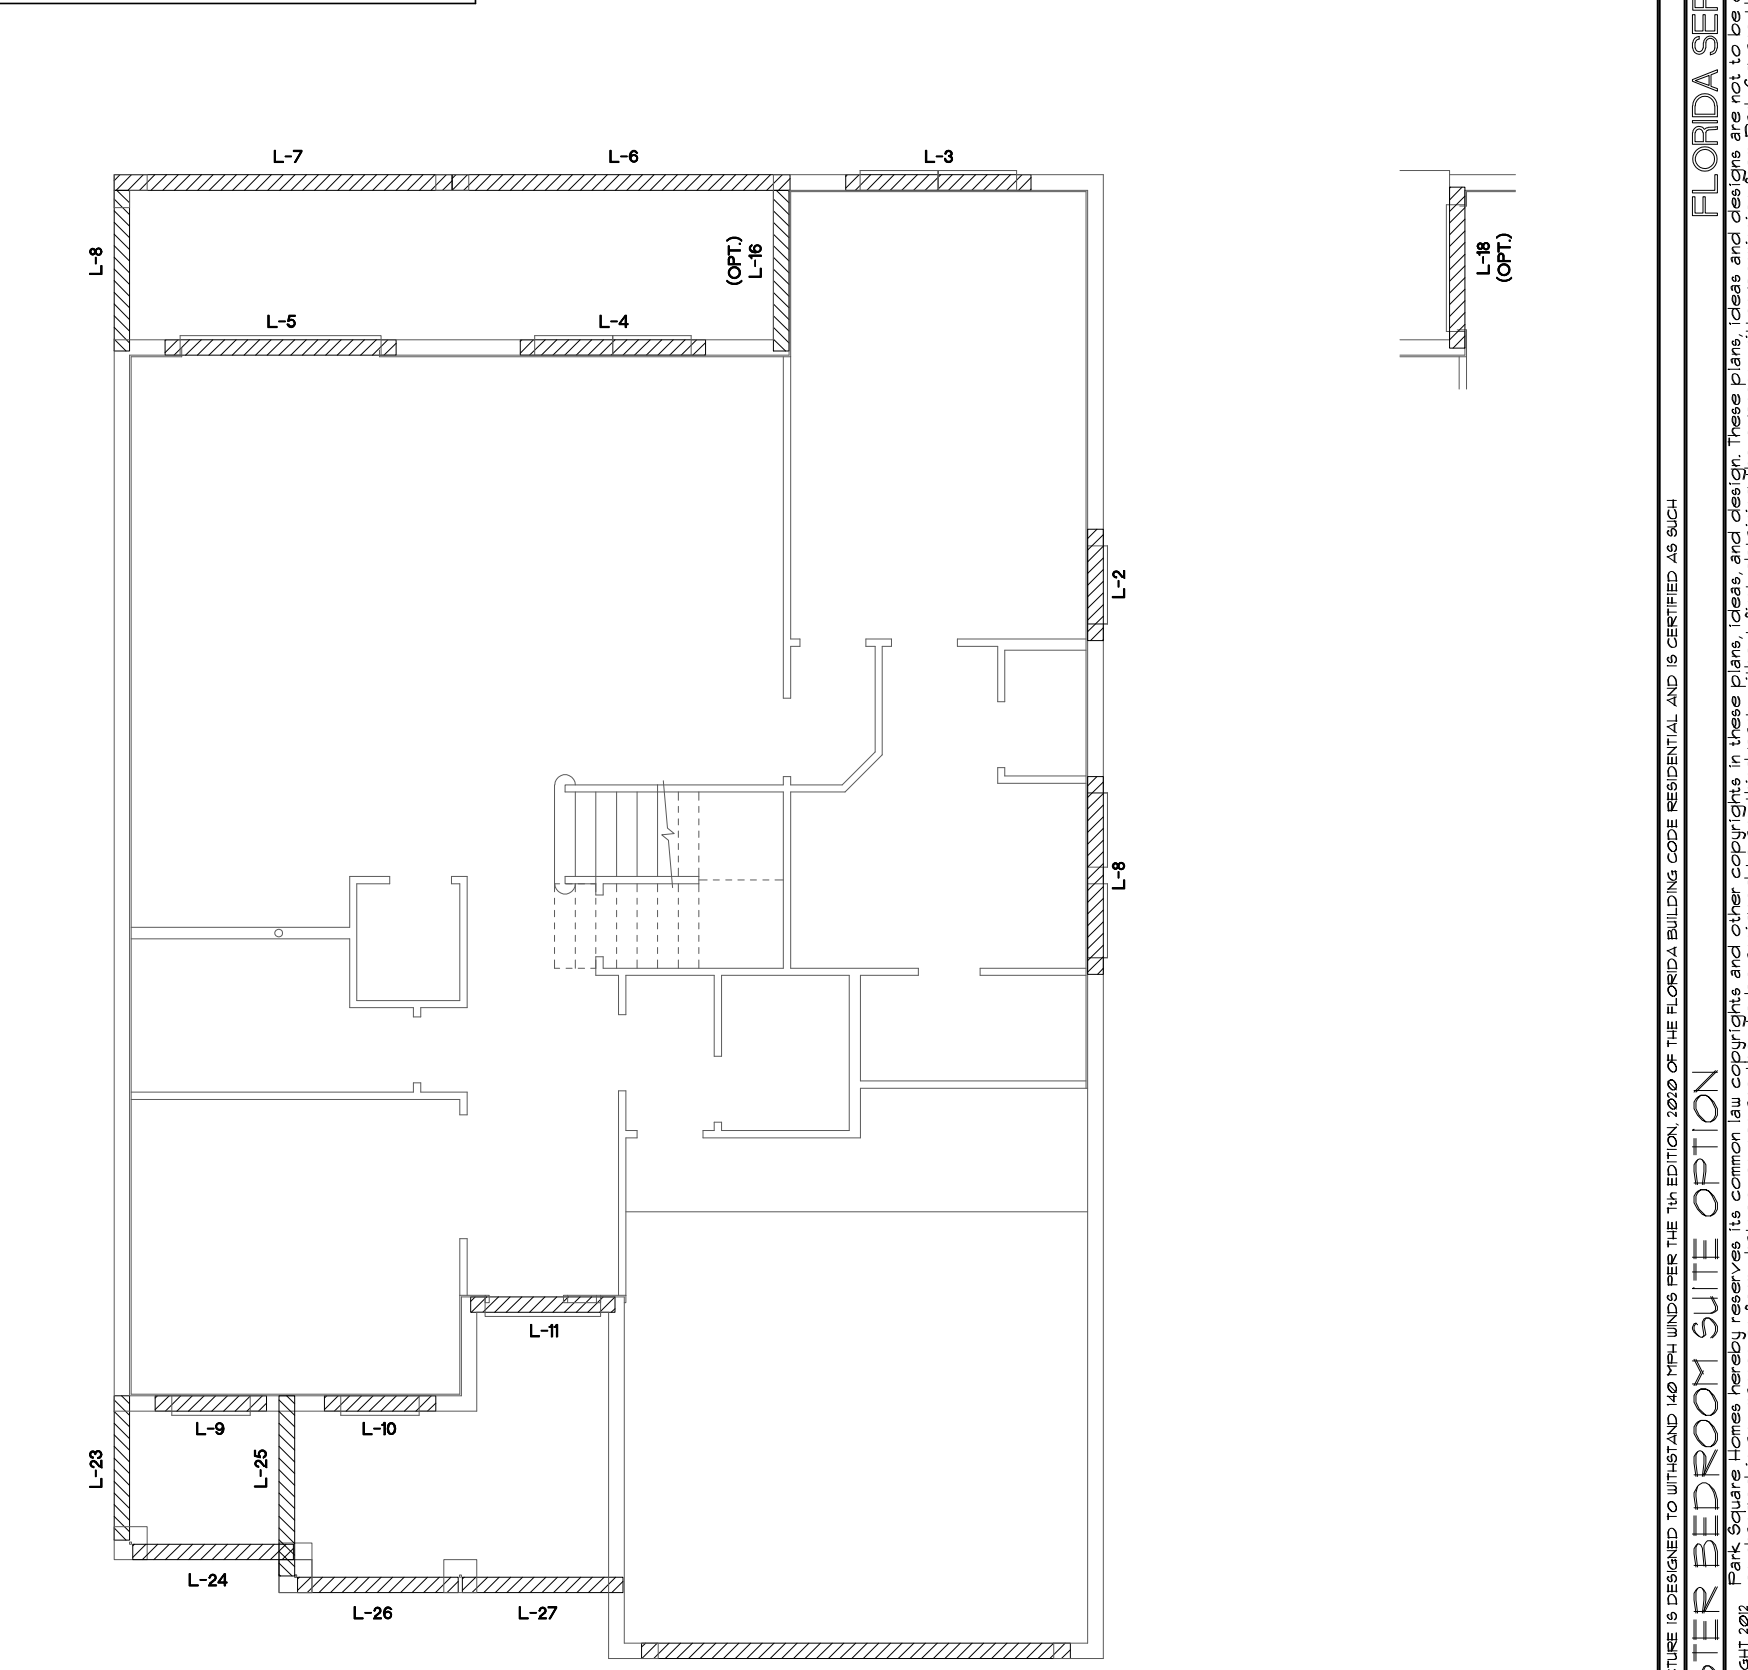 L-7
L-6
L-3
L-8
(OPT.)
L-16
L-18
(OPT.)
L-5
L-4
L-2
L-8
L-11
L-9
L-10
L-23
L-25
L-24
L-26
L-27
IS DESIGNED TO WITHSTAND 140 MPH WINDS PER THE 7th EDITION, 2020 OF THE FLORIDA BUILDING CODE RESIDENTIAL AND IS CERTIFIED AS SUCH
BEDROOM SUITE OPTION
FLORIDA
2012 Park Square Homes hereby reserves its common law copyrights and other copyrights in these plans, ideas, and design. These plans, ideas and designs are not to be